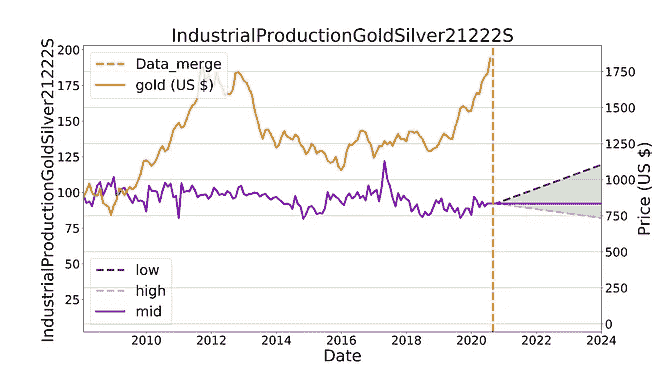 IndustrialProductionGoldSilver21222S
IndustrialProductionGoldSilver21222S
200
175
150
125
100
75
50
25
Data_merge
gold (US $)
low
high
mid
1750
1500
1250
1000
750
500
250
0
Price (US $)
2010
2012
2014
2016
2018
2020
2022
2024
Date